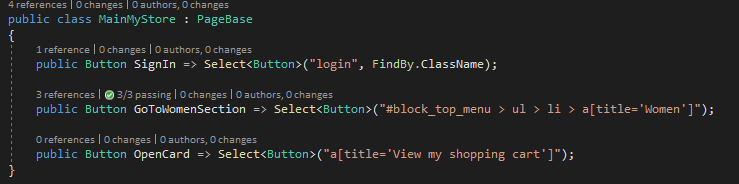 4 references | 0 changes | 0 authors, 0 changes
public class MainMyStore : PageBase
{
1 reference | 0 changes | 0 authors, 0 changes
public Button SignIn => Select<Button>("login", FindBy.ClassName);
3 references | 3/3 passing | 0 changes | 0 authors, 0 changes
public Button GoToWomenSection => Select<Button>("#block_top_menu > ul > li > a[title='Women']");
0 references | 0 changes | 0 authors, 0 changes
public Button OpenCard => Select<Button>("a[title='View my shopping cart']");
}